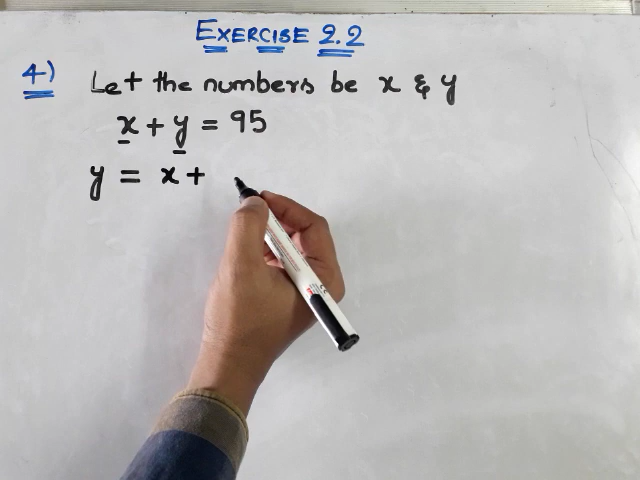 EXERCISE 2.2
4) Let the numbers be x & y
x + y = 95
y = x +